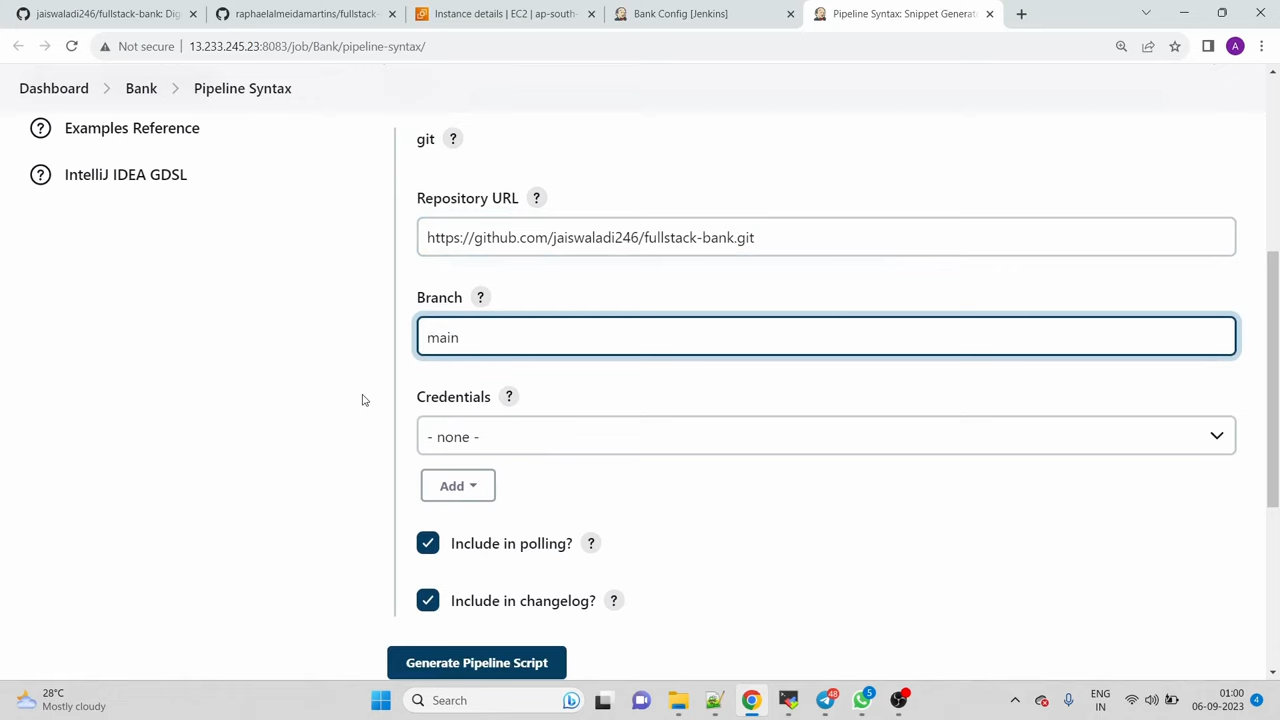 jaiswaladi246/fullstack-bank: Dig
raphaelalmeidamartins/fullstack-
Instance details | EC2 | ap-south-
Bank Config [Jenkins]
Pipeline Syntax: Snippet Generat
Not secure
13.233.245.23:8083/job/Bank/pipeline-syntax/
A
Dashboard
Bank
Pipeline Syntax
? Examples Reference
? IntelliJ IDEA GDSL
git ?
Repository URL ?
https://github.com/jaiswaladi246/fullstack-bank.git
Branch ?
main
Credentials ?
- none -
Add
Include in polling? ?
Include in changelog? ?
Generate Pipeline Script
28°C
Mostly cloudy
Search
48
5
ENG
IN
01:00
06-09-2023